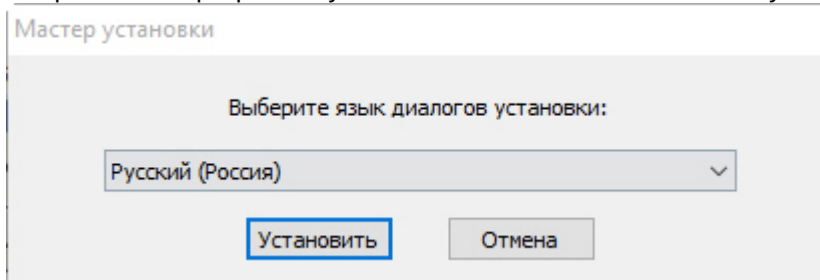 Мастер установки
Выберите язык диалогов установки:
Русский (Россия)
Установить Отмена